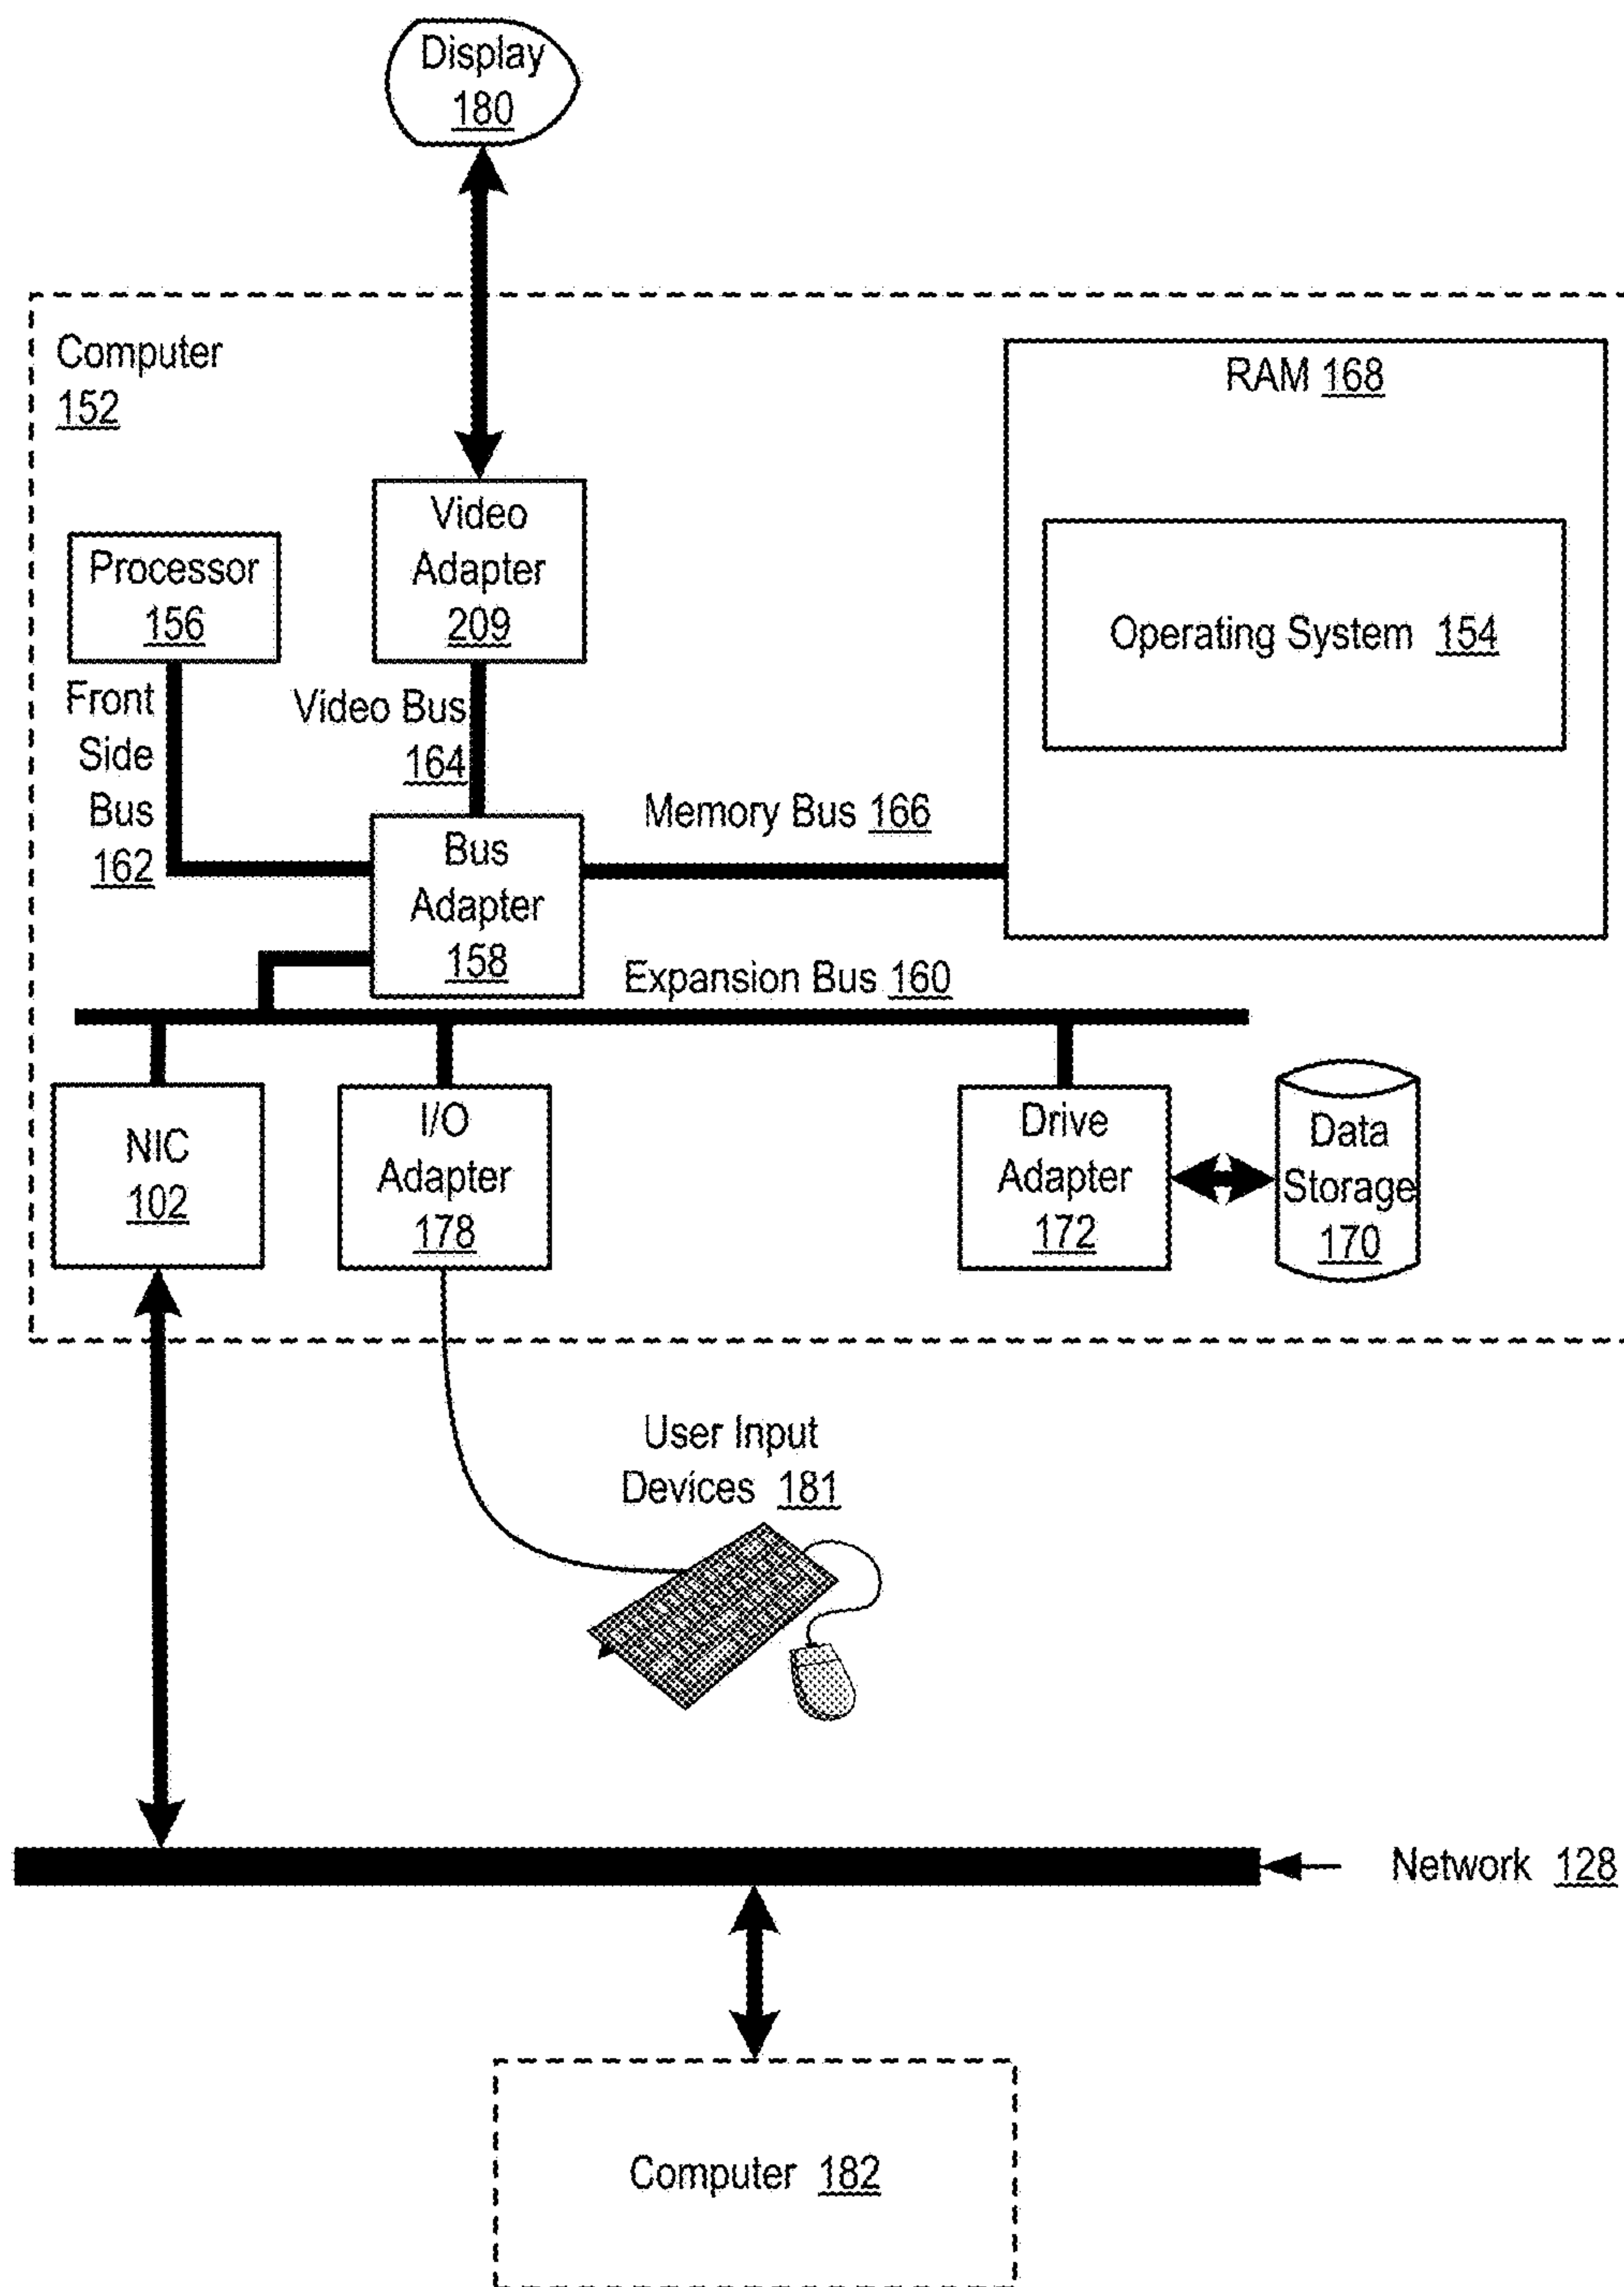 Display
180
Computer
152
RAM 168
Video
Adapter
209
Processor
156
Operating System 154
Front
Side
Bus
162
Video Bus
164
Memory Bus 166
Bus
Adapter
158
Expansion Bus 160
NIC
102
I/O
Adapter
178
Drive
Adapter
172
Data
Storage
170
User Input
Devices 181
Network 128
Computer 182